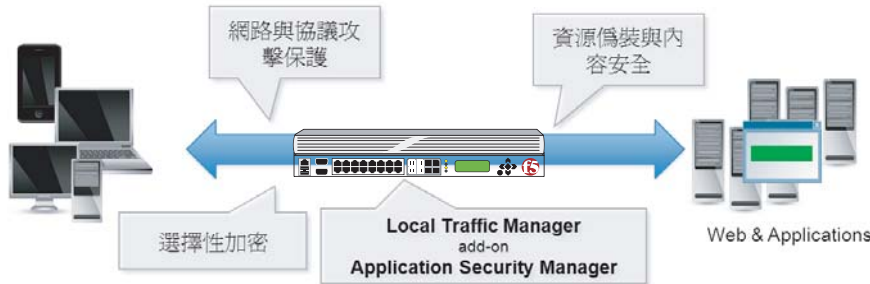 網路與協議攻
擊保護
資源偽裝與內
容安全
f5
選擇性加密
Local Traffic Manager
add-on
Application Security Manager
Web & Applications